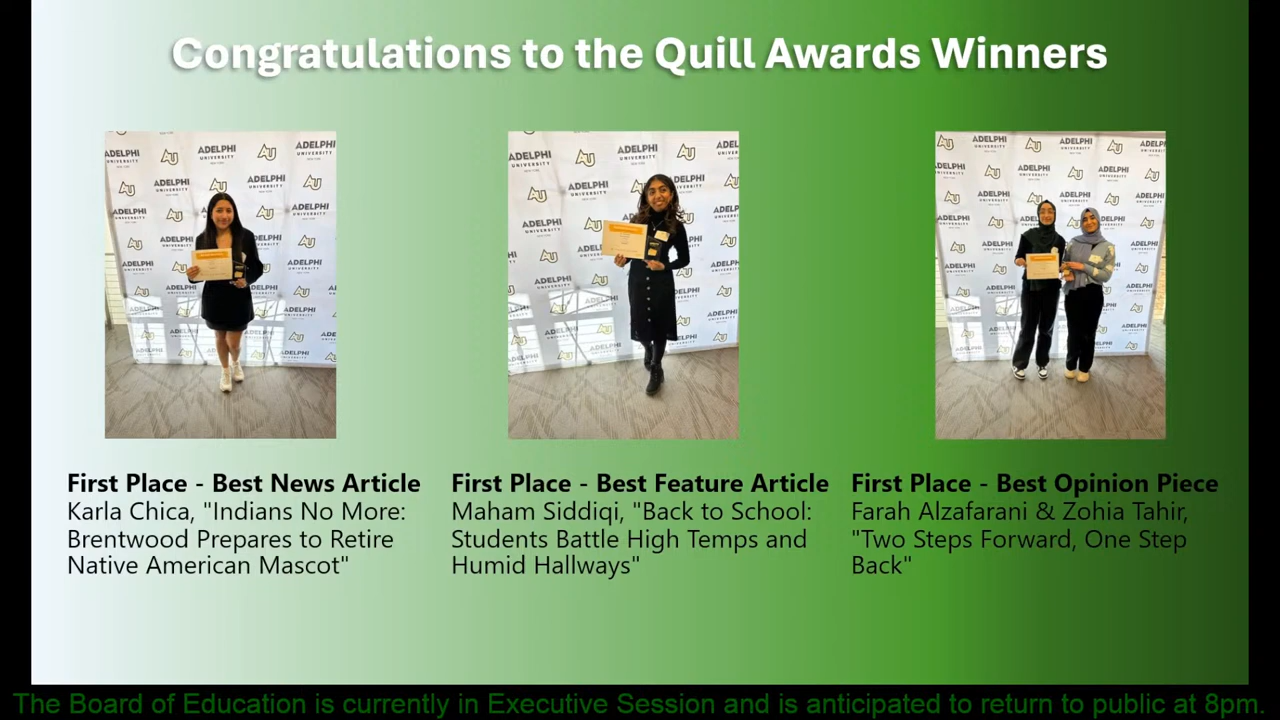 Congratulations to the Quill Awards Winners
ADELPHI
UNIVERSITY
AU
First Place - Best News Article
Karla Chica, "Indians No More:
Brentwood Prepares to Retire
Native American Mascot"
First Place - Best Feature Article
Maham Siddiqi, "Back to School:
Students Battle High Temps and
Humid Hallways"
First Place - Best Opinion Piece
Farah Alzafarani & Zohia Tahir,
"Two Steps Forward, One Step
Back"
The Board of Education is currently in Executive Session and is anticipated to return to public at 8pm.